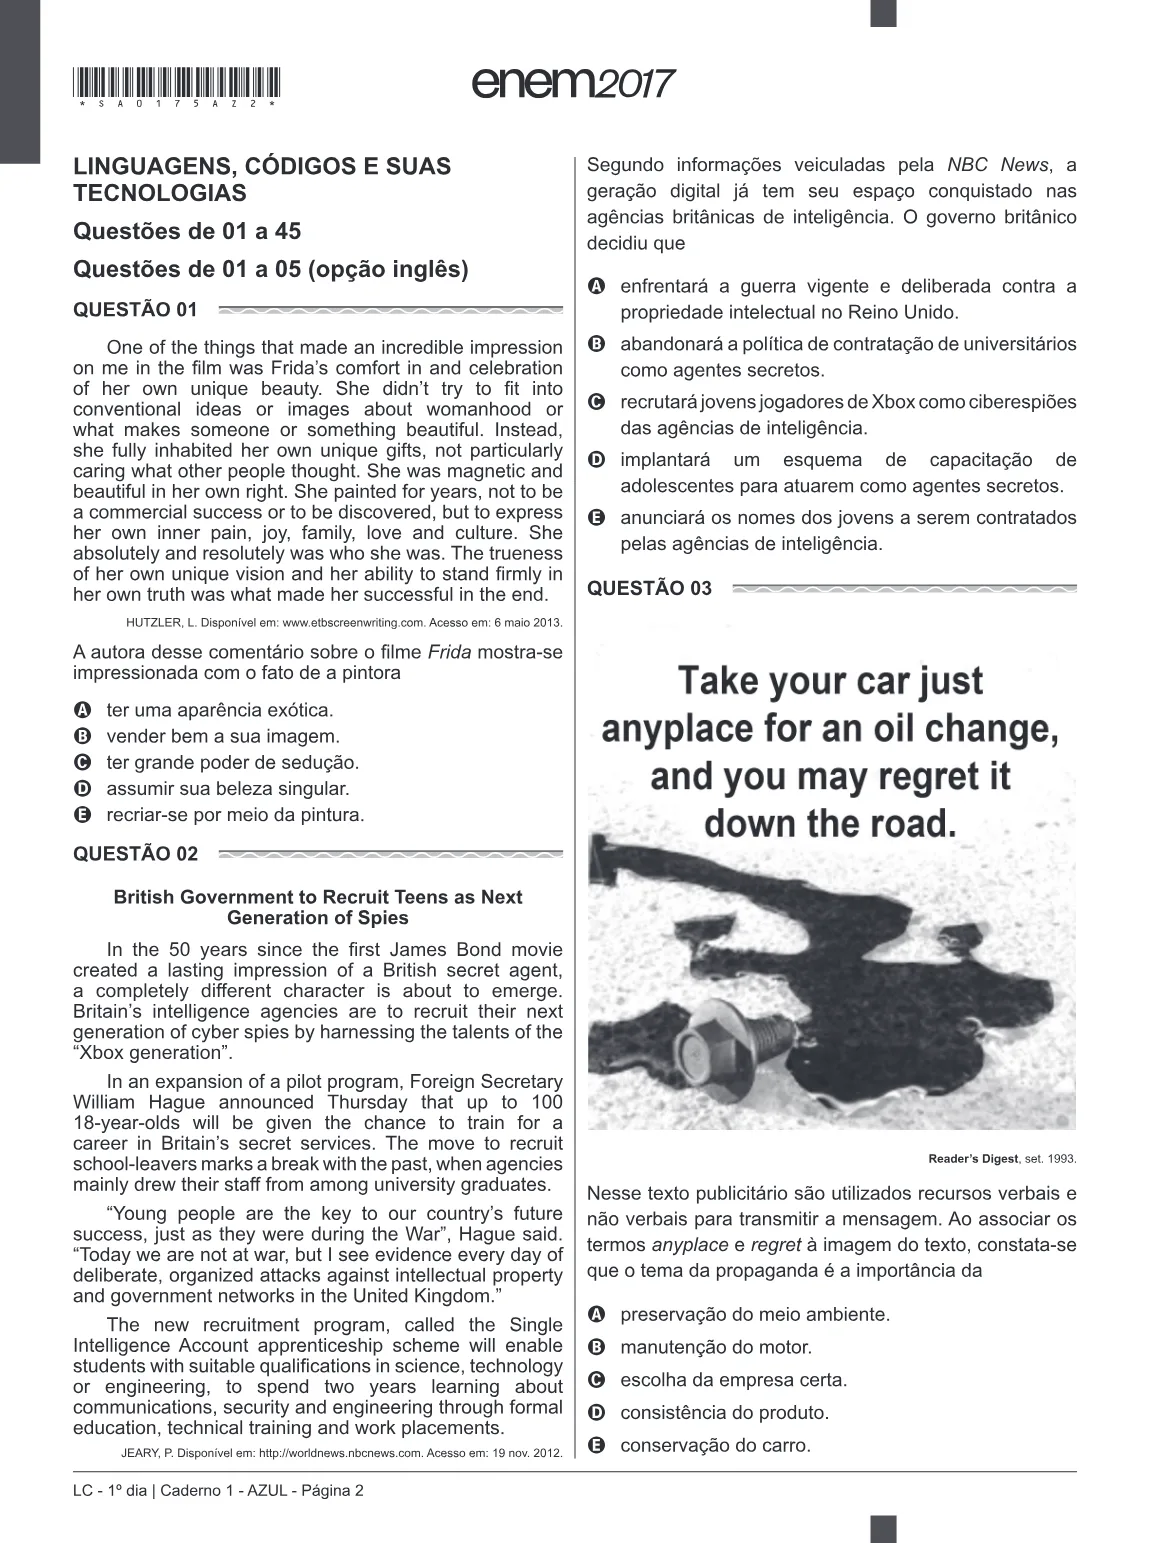 *SA0175AZ2*
enem2017
LINGUAGENS, CÓDIGOS E SUAS
TECNOLOGIAS
Questões de 01 a 45
Questões de 01 a 05 (opção inglês)
QUESTÃO 01
One of the things that made an incredible impression
on me in the film was Frida’s comfort in and celebration
of her own unique beauty. She didn’t try to fit into
conventional ideas or images about womanhood or
what makes someone or something beautiful. Instead,
she fully inhabited her own unique gifts, not particularly
caring what other people thought. She was magnetic and
beautiful in her own right. She painted for years, not to be
a commercial success or to be discovered, but to express
her own inner pain, joy, family, love and culture. She
absolutely and resolutely was who she was. The trueness
of her own unique vision and her ability to stand firmly in
her own truth was what made her successful in the end.
HUTZLER, L. Disponível em: www.etbscreenwriting.com. Acesso em: 6 maio 2013.
A autora desse comentário sobre o filme Frida mostra-se
impressionada com o fato de a pintora
A ter uma aparência exótica.
B vender bem a sua imagem.
C ter grande poder de sedução.
D assumir sua beleza singular.
E recriar-se por meio da pintura.
QUESTÃO 02
British Government to Recruit Teens as Next
Generation of Spies
In the 50 years since the first James Bond movie
created a lasting impression of a British secret agent,
a completely different character is about to emerge.
Britain’s intelligence agencies are to recruit their next
generation of cyber spies by harnessing the talents of the
“Xbox generation”.
In an expansion of a pilot program, Foreign Secretary
William Hague announced Thursday that up to 100
18-year-olds will be given the chance to train for a
career in Britain’s secret services. The move to recruit
school-leavers marks a break with the past, when agencies
mainly drew their staff from among university graduates.
“Young people are the key to our country’s future
success, just as they were during the War”, Hague said.
“Today we are not at war, but I see evidence every day of
deliberate, organized attacks against intellectual property
and government networks in the United Kingdom.”
The new recruitment program, called the Single
Intelligence Account apprenticeship scheme will enable
students with suitable qualifications in science, technology
or engineering, to spend two years learning about
communications, security and engineering through formal
education, technical training and work placements.
JEARY, P. Disponível em: http://worldnews.nbcnews.com. Acesso em: 19 nov. 2012.
Segundo informações veiculadas pela NBC News, a
geração digital já tem seu espaço conquistado nas
agências britânicas de inteligência. O governo britânico
decidiu que
A enfrentará a guerra vigente e deliberada contra a
propriedade intelectual no Reino Unido.
B abandonará a política de contratação de universitários
como agentes secretos.
C recrutará jovens jogadores de Xbox como ciberespiões
das agências de inteligência.
D implantará um esquema de capacitação de
adolescentes para atuarem como agentes secretos.
E anunciará os nomes dos jovens a serem contratados
pelas agências de inteligência.
QUESTÃO 03
Take your car just
anyplace for an oil change,
and you may regret it
down the road.
Reader’s Digest, set. 1993.
Nesse texto publicitário são utilizados recursos verbais e
não verbais para transmitir a mensagem. Ao associar os
termos anyplace e regret à imagem do texto, constata-se
que o tema da propaganda é a importância da
A preservação do meio ambiente.
B manutenção do motor.
C escolha da empresa certa.
D consistência do produto.
E conservação do carro.
LC - 1º dia | Caderno 1 - AZUL - Página 2